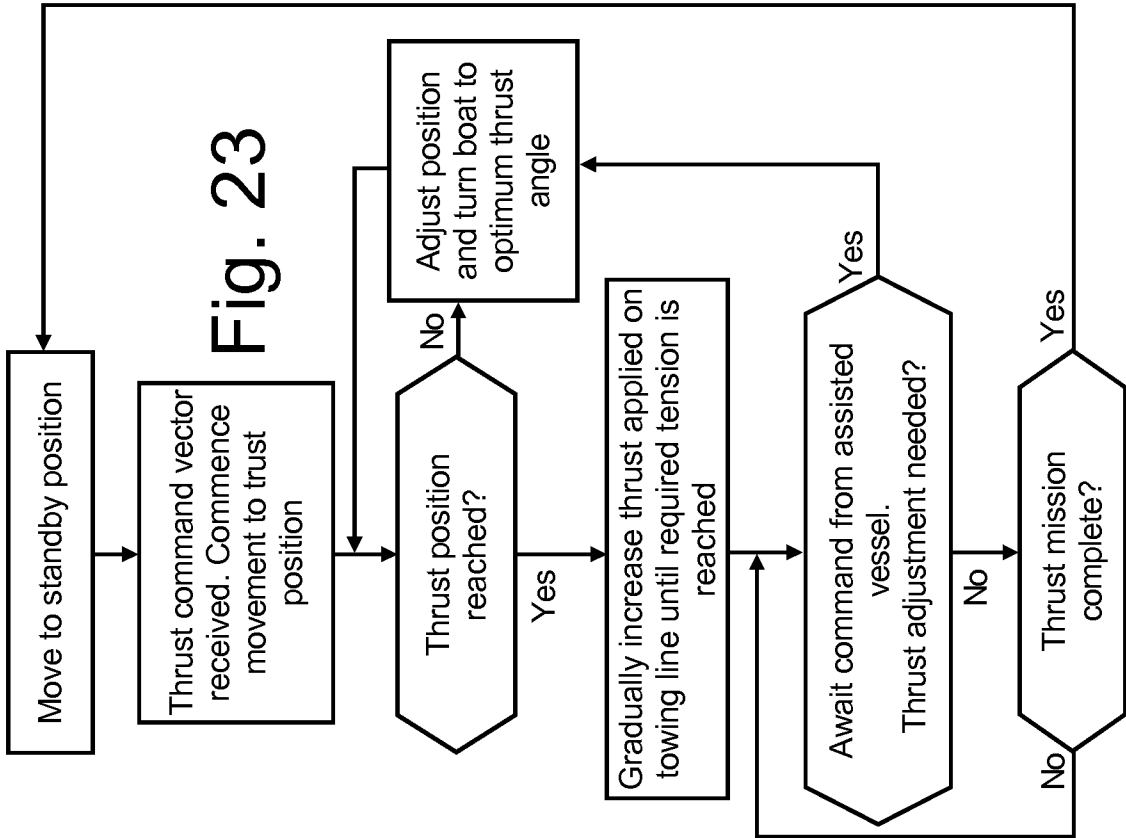 Fig. 23
Move to standby position
Thrust command vector
received. Commence
movement to trust
position
Thrust position
reached?
No
Adjust position
and turn boat to
optimum thrust
angle
Yes
Gradually increase thrust applied on
towing line until required tension is
reached
Await command from assisted
vessel.
Thrust adjustment needed?
Yes
No
Thrust mission
complete?
No
Yes